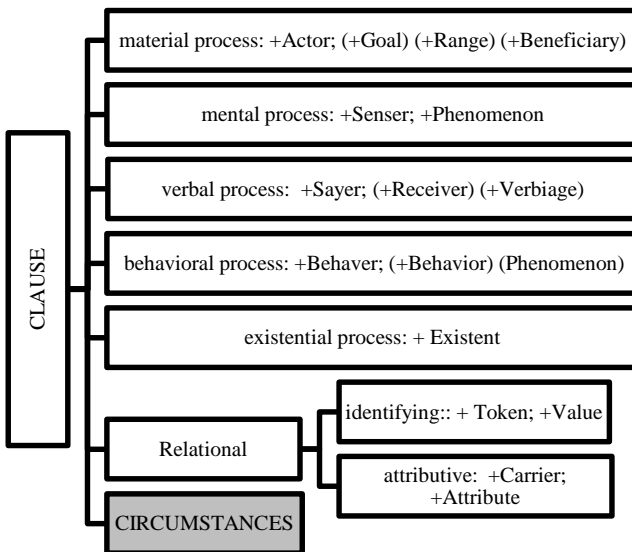 CLAUSE
material process: +Actor; (+Goal) (+Range) (+Beneficiary)
mental process: +Senser; +Phenomenon
verbal process: +Sayer; (+Receiver) (+Verbiage)
behavioral process: +Behaver; (+Behavior) (Phenomenon)
existential process: + Existent
Relational
identifying:: + Token; +Value
attributive: +Carrier;
+Attribute
CIRCUMSTANCES